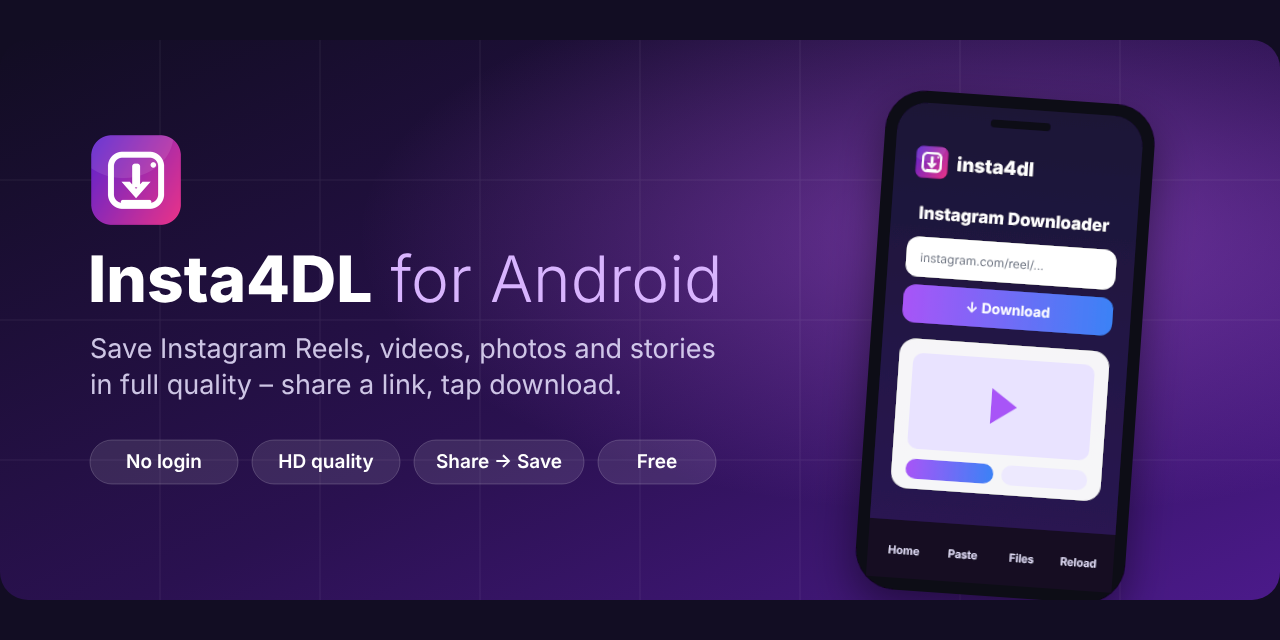 Insta4DL for Android
Save Instagram Reels, videos, photos and stories
in full quality – share a link, tap download.
No login
HD quality
Share → Save
Free
insta4dl
Instagram Downloader
instagram.com/reel/...
↓ Download
Home
Paste
Files
Reload